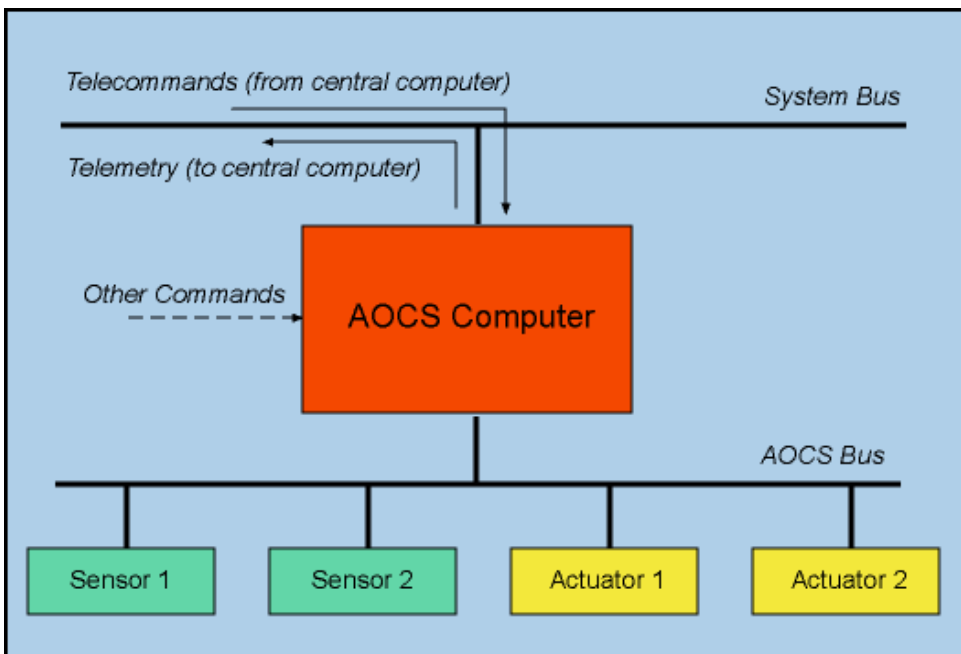 Telecommands (from central computer)
System Bus
Telemetry (to central computer)
Other Commands
AOCS Computer
AOCS Bus
Sensor 1
Sensor 2
Actuator 1
Actuator 2